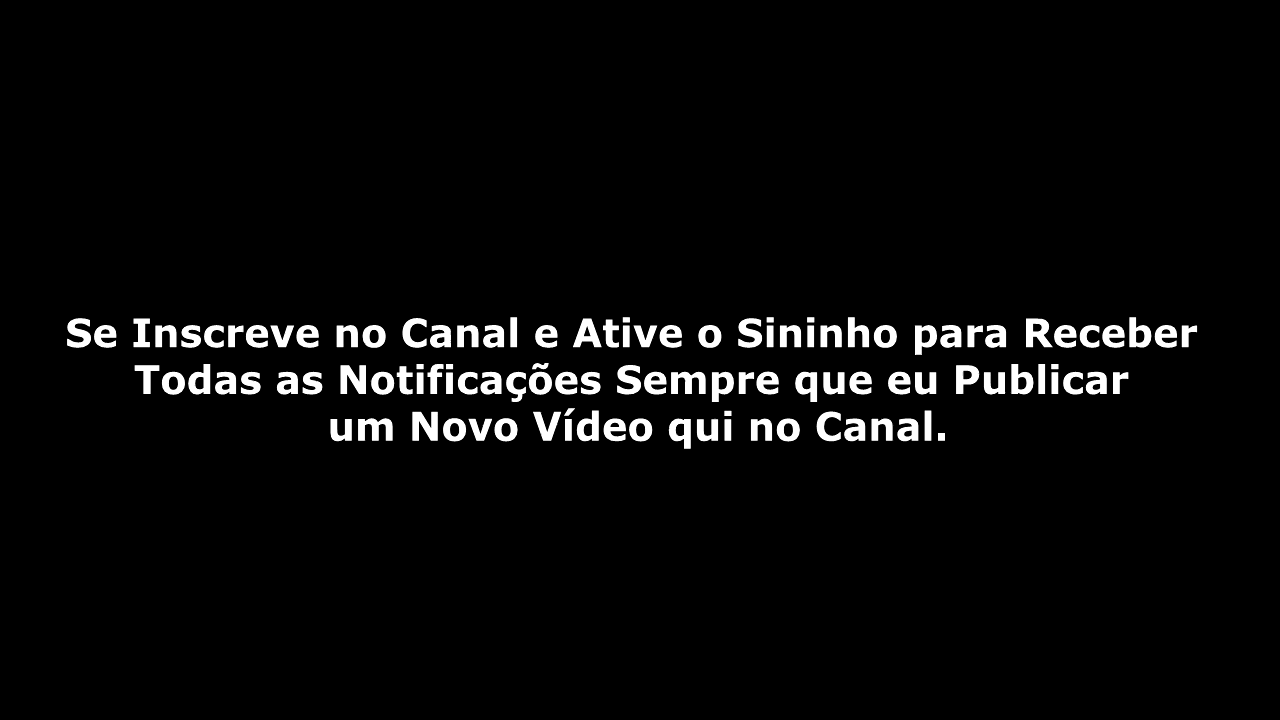 Se Inscreve no Canal e Ative o Sininho para Receber
Todas as Notificações Sempre que eu Publicar
um Novo Vídeo qui no Canal.